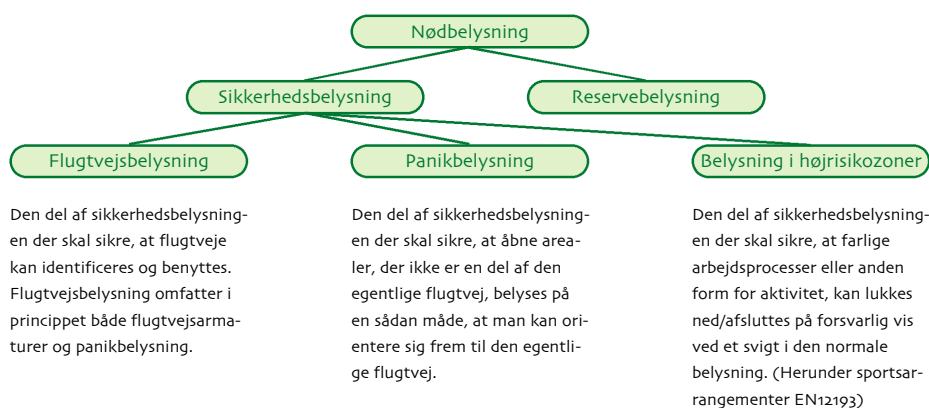 Nødbelysning
Sikkerhedsbelysning
Reservebelysning
Flugtvejsbelysning
Panikbelysning
Belysning i højrisikozoner
Den del af sikkerhedsbelysning-
en der skal sikre, at flugtveje
kan identificeres og benyttes.
Flugtvejsbelysning omfatter i
princippet både flugtvejsarma-
turer og panikbelysning.
Den del af sikkerhedsbelysning-
en der skal sikre, at åbne area-
ler, der ikke er en del af den
egentlige flugtvej, belyses på
en sådan måde, at man kan ori-
entere sig frem til den egentli-
ge flugtvej.
Den del af sikkerhedsbelysning-
en der skal sikre, at farlige
arbejdsprocesser eller anden
form for aktivitet, kan lukkes
ned/afsluttes på forsvarlig vis
ved et svigt i den normale
belysning. (Herunder sportsar-
rangementer EN12193)